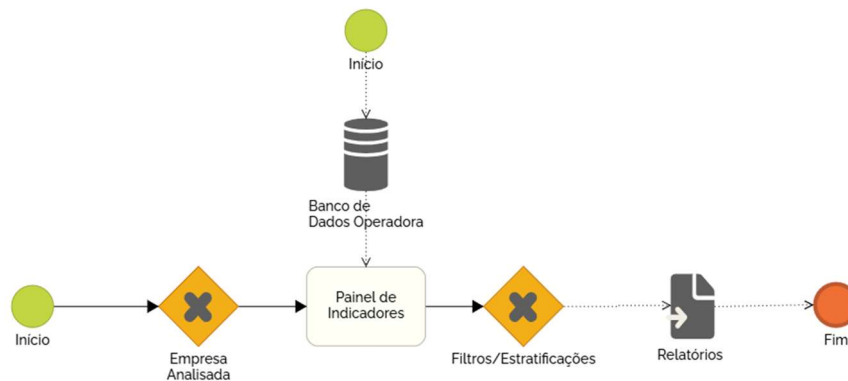 Início
Banco de
Dados Operadora
Início
Empresa
Analisada
Painel de
Indicadores
Filtros/Estratificações
Relatórios
Fim